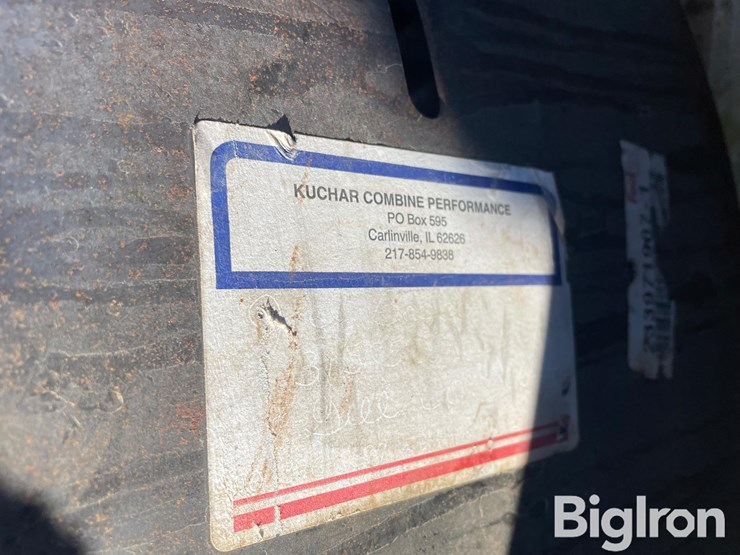 KUCHAR COMBINE PERFORMANCE
PO Box 595
Carlinville, IL 62626
217-854-9838
BigIron